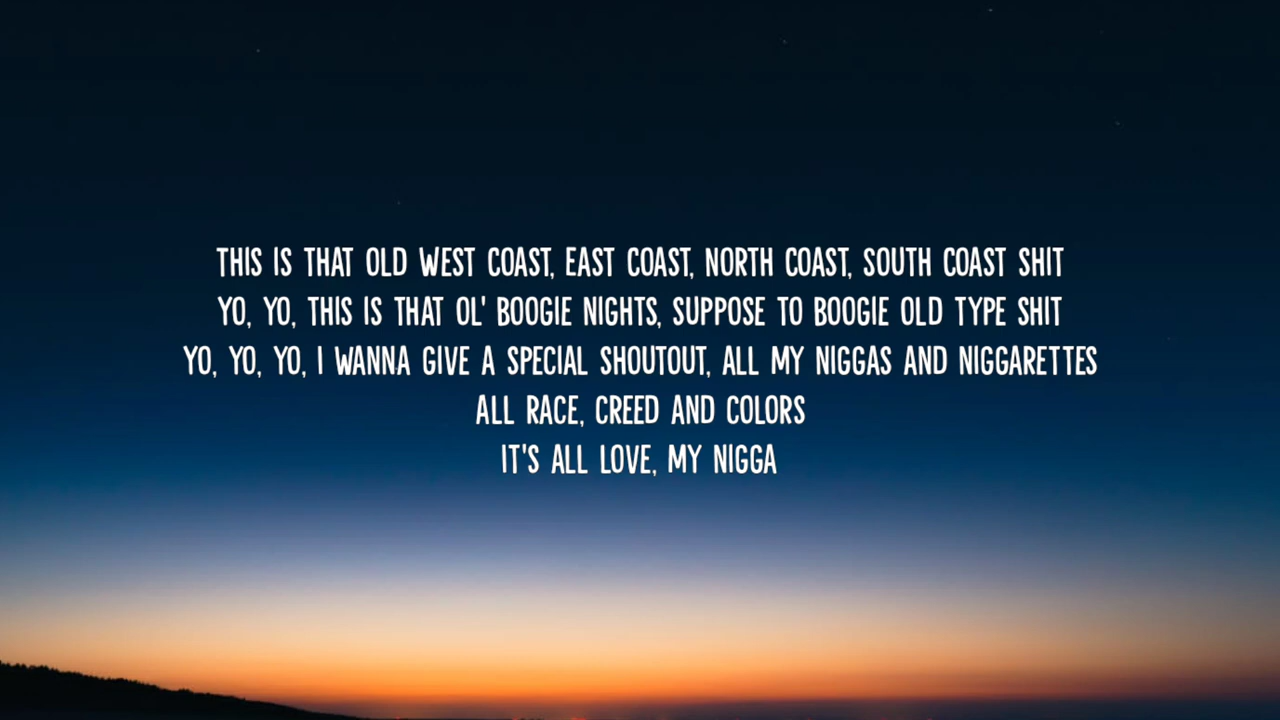 THIS IS THAT OLD WEST COAST, EAST COAST, NORTH COAST, SOUTH COAST SHIT
YO, YO, THIS IS THAT OL' BOOGIE NIGHTS, SUPPOSE TO BOOGIE OLD TYPE SHIT
YO, YO, YO, I WANNA GIVE A SPECIAL SHOUTOUT, ALL MY NIGGAS AND NIGGARETTES
ALL RACE, CREED AND COLORS
IT'S ALL LOVE, MY NIGGA